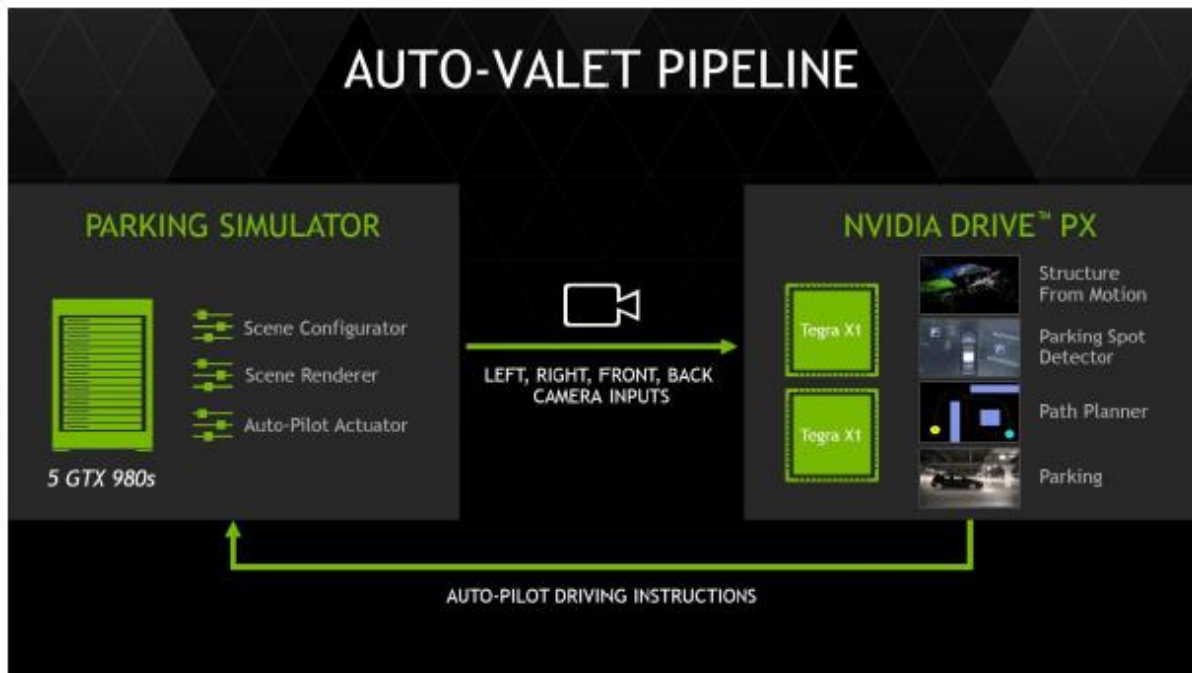 AUTO-VALET PIPELINE
PARKING SIMULATOR
Scene Configurator
Scene Renderer
Auto-Pilot Actuator
5 GTX 980s
LEFT, RIGHT, FRONT, BACK
CAMERA INPUTS
NVIDIA DRIVE™ PX
Tegra X1
Tegra X1
Structure
From Motion
Parking Spot
Detector
Path Planner
Parking
AUTO-PILOT DRIVING INSTRUCTIONS